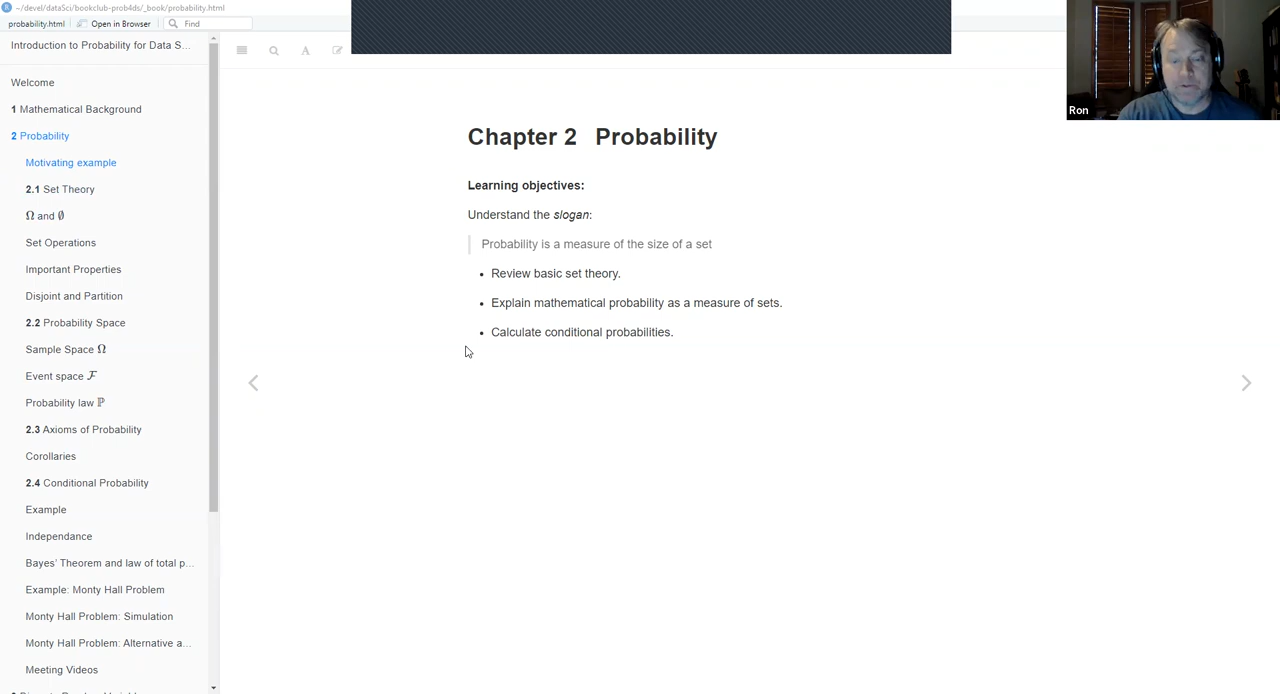 ~/devel/dataSci/bookclub-prob4ds/_book/probability.html
probability.html Open in Browser Find
Introduction to Probability for Data S...
Welcome
1 Mathematical Background
2 Probability
Motivating example
2.1 Set Theory
Ω and ∅
Set Operations
Important Properties
Disjoint and Partition
2.2 Probability Space
Sample Space Ω
Event space ℱ
Probability law ℙ
2.3 Axioms of Probability
Corollaries
2.4 Conditional Probability
Example
Independance
Bayes' Theorem and law of total p...
Example: Monty Hall Problem
Monty Hall Problem: Simulation
Monty Hall Problem: Alternative a...
Meeting Videos
Chapter 2 Probability
Learning objectives:
Understand the slogan:
Probability is a measure of the size of a set
• Review basic set theory.
• Explain mathematical probability as a measure of sets.
• Calculate conditional probabilities.
Ron